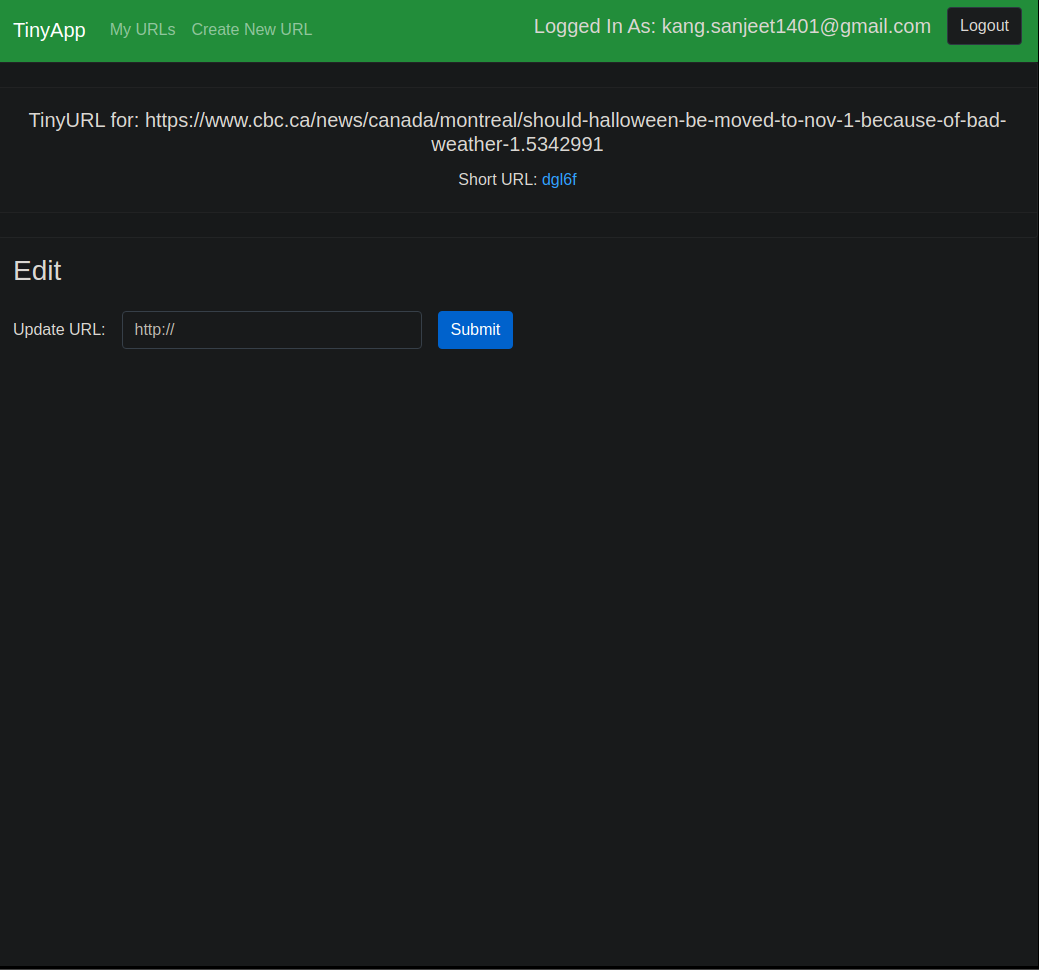 TinyApp My URLs Create New URL Logged In As: kang.sanjeet1401@gmail.com Logout
TinyURL for: https://www.cbc.ca/news/canada/montreal/should-halloween-be-moved-to-nov-1-because-of-bad-
weather-1.5342991
Short URL: dgl6f
Edit
Update URL: http:// Submit